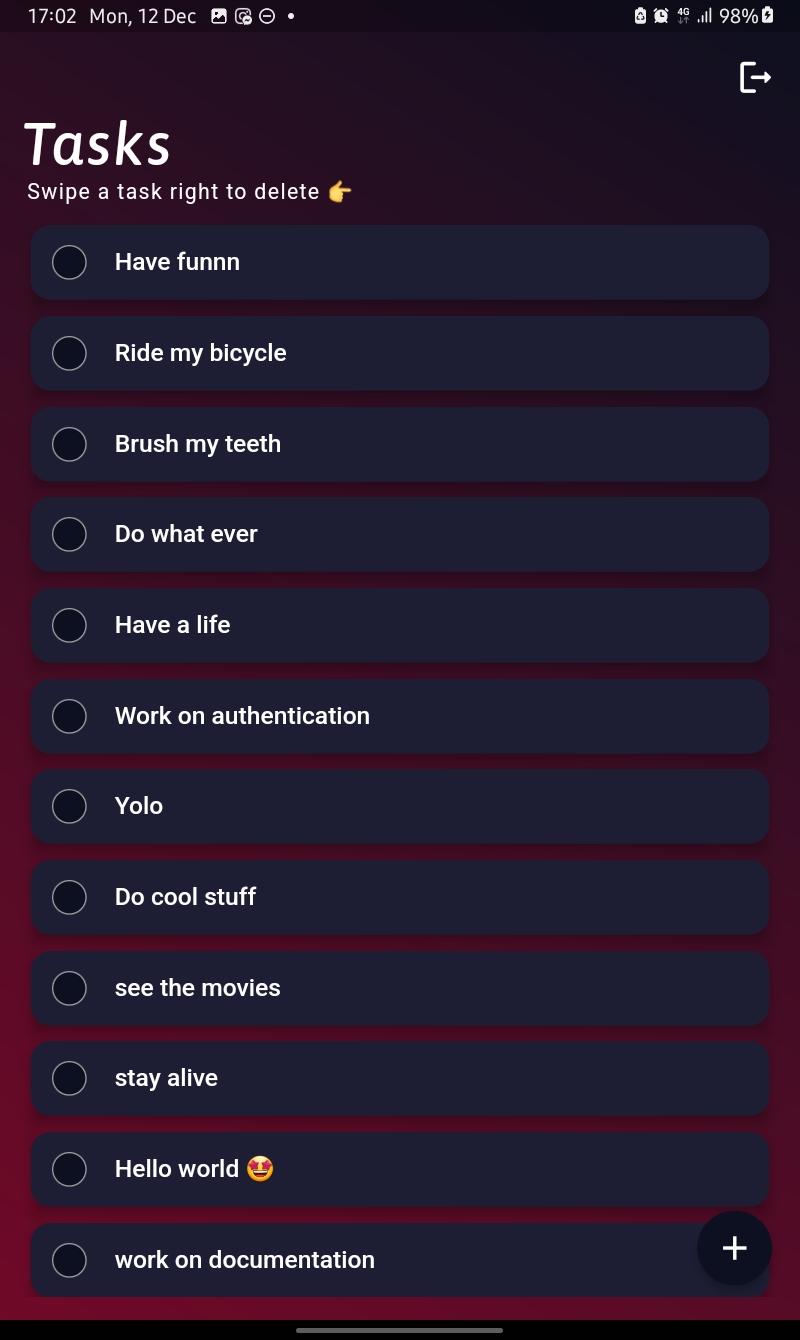 17:02 Mon, 12 Dec 4G 98%
Tasks
Swipe a task right to delete 👉
Have funnn
Ride my bicycle
Brush my teeth
Do what ever
Have a life
Work on authentication
Yolo
Do cool stuff
see the movies
stay alive
Hello world 🤩
work on documentation